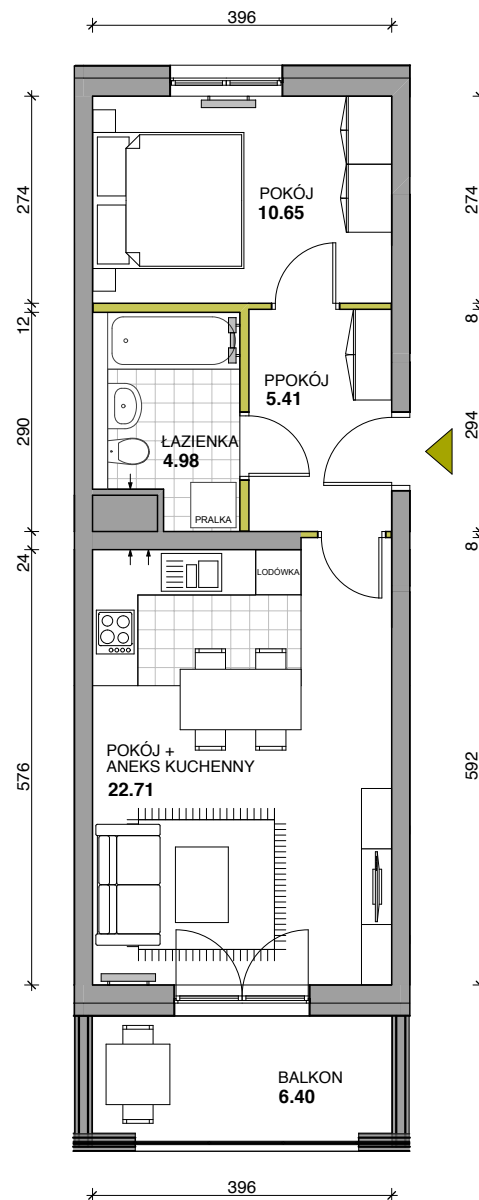 396
274
274
POKÓJ
10.65
12
8
PPOKÓJ
5.41
290
294
ŁAZIENKA
4.98
PRALKA
24
8
LODÓWKA
POKÓJ +
ANEKS KUCHENNY
22.71
576
592
BALKON
6.40
396